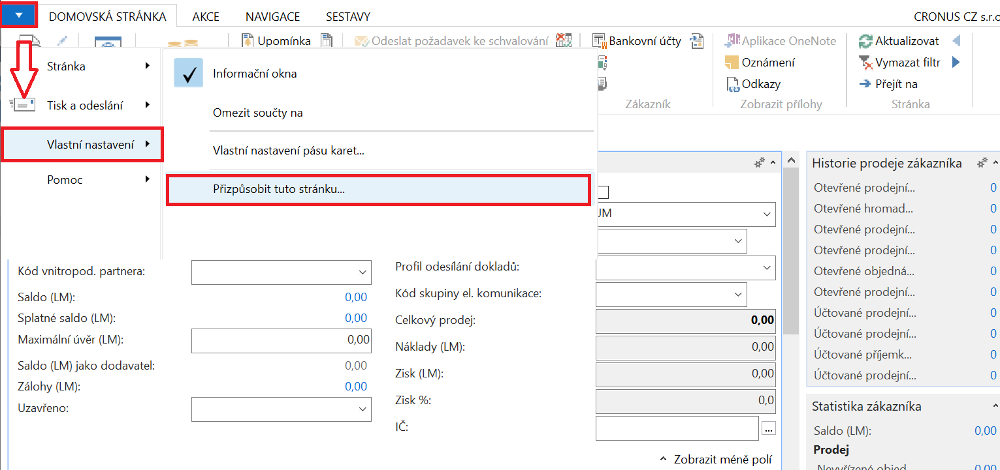 DOMOVSKÁ STRÁNKA AKCE NAVIGACE SESTAVY CRONUS CZ s.r.o
Upomínka Odeslat požadavek ke schvalování Bankovní účty Aplikace OneNote Aktualizovat
Oznámení Vymazat filtr
Odkazy Přejít na
Zákazník Zobrazit přílohy Stránka
Stránka
Tisk a odeslání
Vlastní nastavení
Pomoc
Informační okna
Omezit součty na
Vlastní nastavení pásu karet...
Přizpůsobit tuto stránku...
UM
Kód vnitropod. partnera:
Saldo (LM): 0,00
Splatné saldo (LM): 0,00
Maximální úvěr (LM): 0,00
Saldo (LM) jako dodavatel: 0,00
Zálohy (LM): 0,00
Uzavřeno:
Profil odesílání dokladů:
Kód skupiny el. komunikace:
Celkový prodej: 0,00
Náklady (LM): 0,00
Zisk (LM): 0,00
Zisk %: 0,0
IČ: ...
Zobrazit méně polí
Historie prodeje zákazníka
Otevřené prodejní... 0
Otevřené hromad... 0
Otevřené prodejní... 0
Otevřené prodejní... 0
Otevřené objedná... 0
Otevřené prodejní... 0
Účtované prodejní... 0
Účtované prodejní... 0
Účtované příjemk... 0
Účtované prodejní... 0
Statistika zákazníka
Saldo (LM): 0,00
Prodej
Nevyřízené objed 0,00